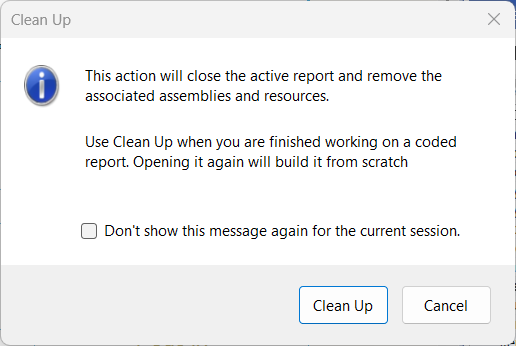 Clean Up
This action will close the active report and remove the
associated assemblies and resources.
Use Clean Up when you are finished working on a coded
report. Opening it again will build it from scratch
Don't show this message again for the current session.
Clean Up
Cancel